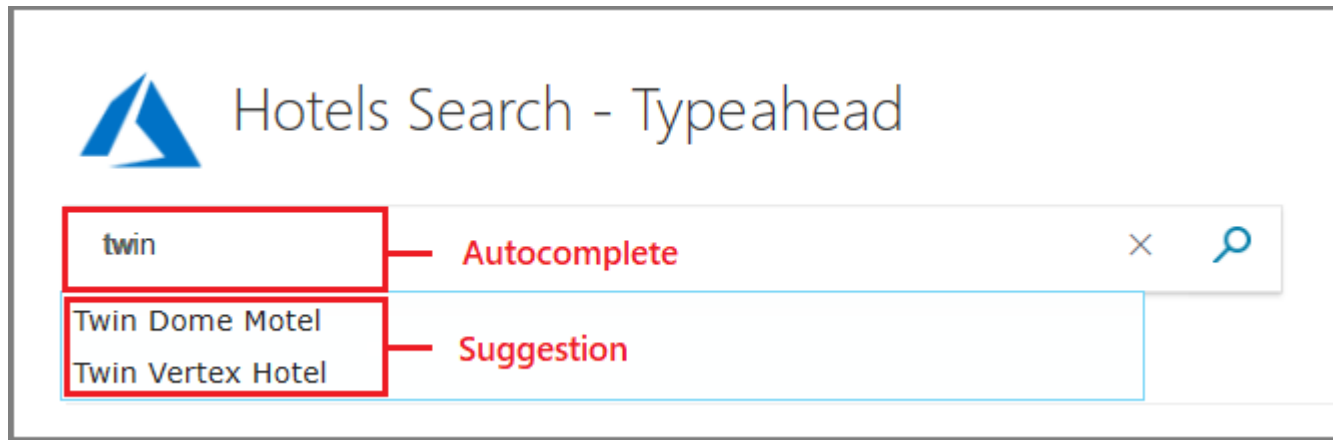 Hotels Search - Typeahead
twin
Autocomplete
Twin Dome Motel
Suggestion
Twin Vertex Hotel